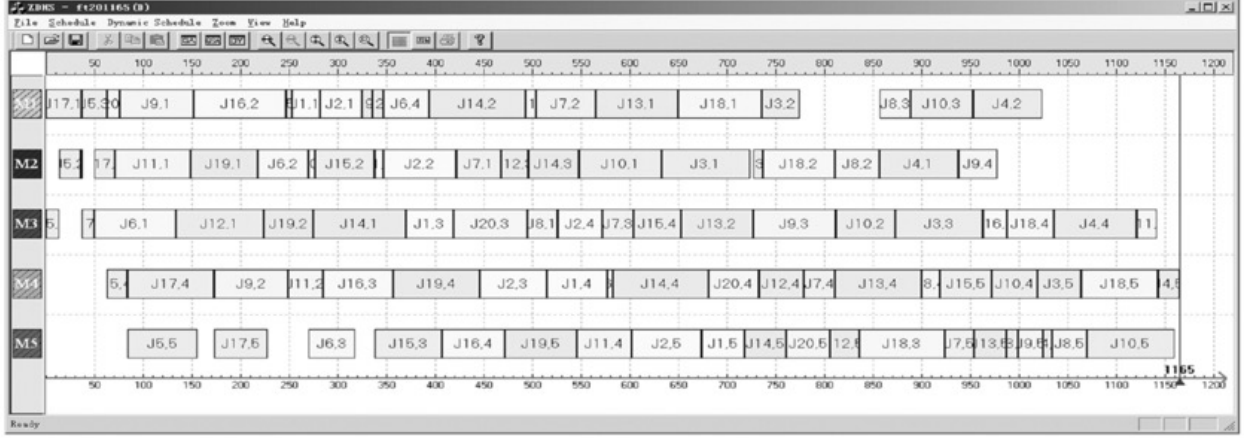 ZDMS - ft201165(D)
File Schedule Dynamic Schedule Zoom View Help
50 100 150 200 250 300 350 400 450 500 550 600 650 700 750 800 850 900 950 1000 1050 1100 1150 1200
M1 J17,1 J9,1 J16,2 J2,1 J6,4 J14,2 J7,2 J13,1 J18,1 J3,2 J8,3 J10,3 J4,2
M2 J11,1 J19,1 J6,2 J15,2 J2,2 J7,1 J14,3 J10,1 J3,1 J18,2 J8,2 J4,1 J9,4
M3 J6,1 J12,1 J19,2 J14,1 J1,3 J20,3 J8,1 J2,4 J7,3 J15,4 J13,2 J9,3 J10,2 J3,3 J18,4 J4,4
M4 J17,4 J9,2 J11,2 J16,3 J19,4 J2,3 J1,4 J14,4 J20,4 J12,4 J7,4 J13,4 J15,5 J10,4 J3,5 J18,5
M5 J5,5 J17,5 J6,3 J15,3 J16,4 J19,5 J11,4 J2,5 J1,5 J14,5 J20,5 J18,3 J7,5 J8,5 J10,5
1165
50 100 150 200 250 300 350 400 450 500 550 600 650 700 750 800 850 900 950 1000 1050 1100 1150 1200
Ready